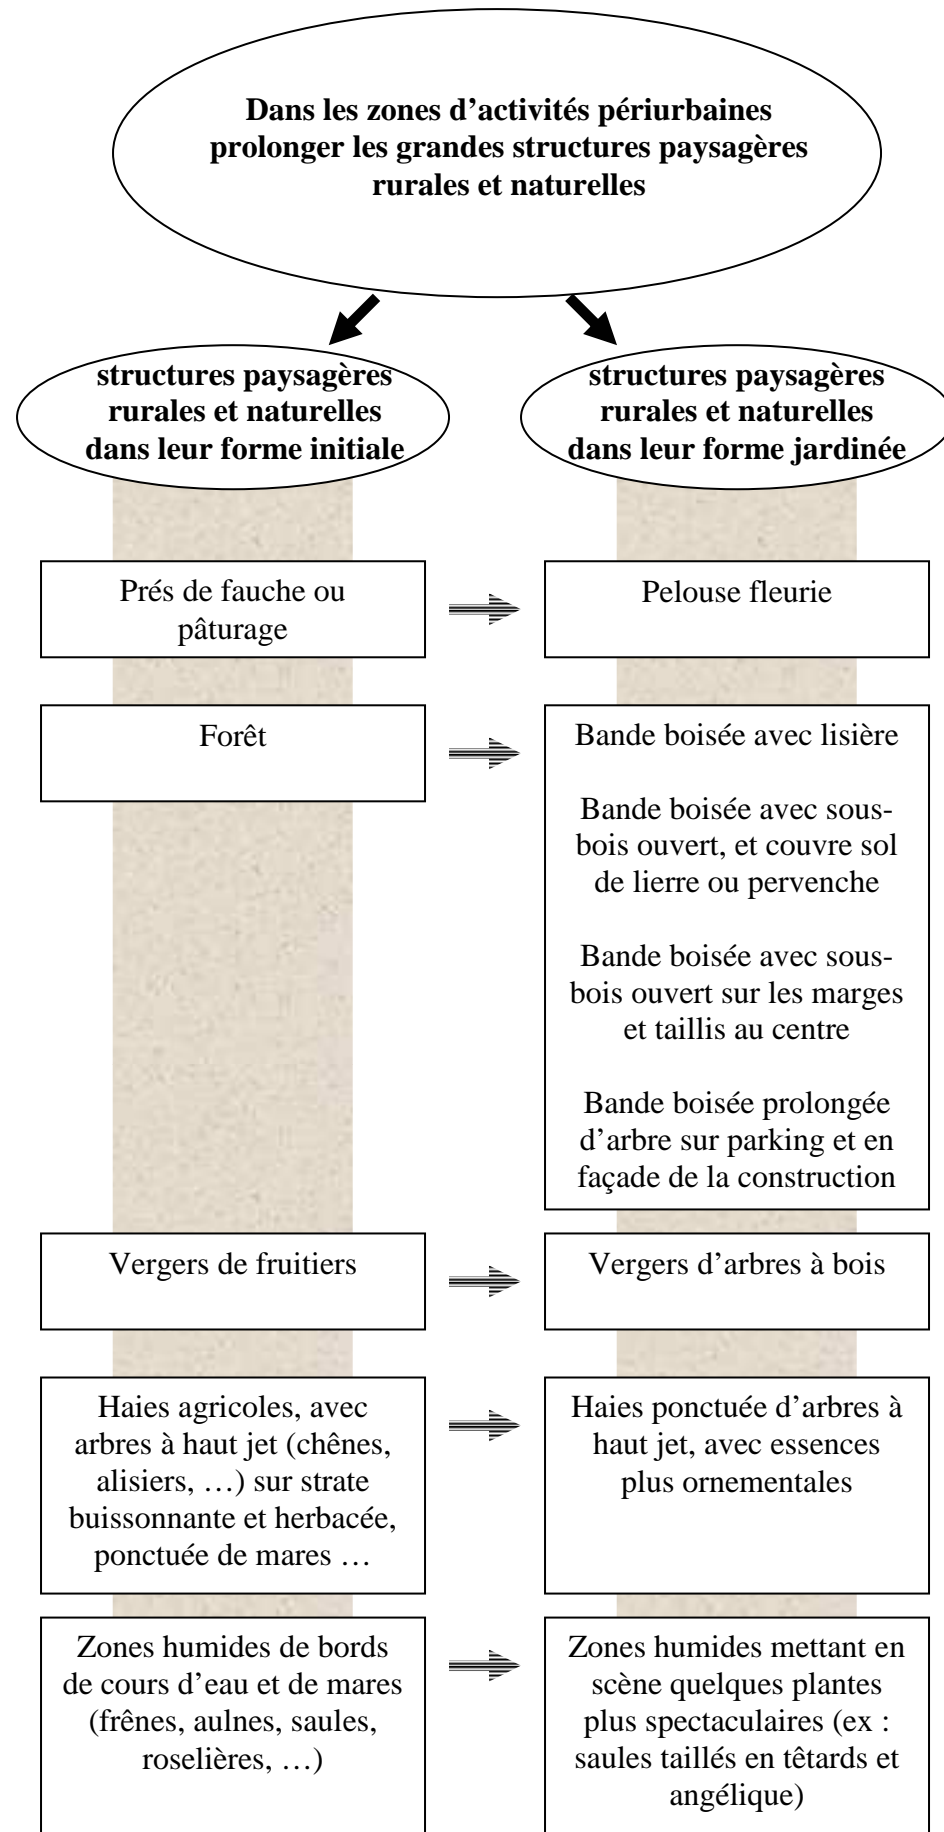 Dans les zones d’activités périurbaines
prolonger les grandes structures paysagères
rurales et naturelles
structures paysagères
rurales et naturelles
dans leur forme initiale
structures paysagères
rurales et naturelles
dans leur forme jardinée
Prés de fauche ou
pâturage
Pelouse fleurie
Forêt
Bande boisée avec lisière
Bande boisée avec sous-
bois ouvert, et couvre sol
de lierre ou pervenche
Bande boisée avec sous-
bois ouvert sur les marges
et taillis au centre
Bande boisée prolongée
d’arbre sur parking et en
façade de la construction
Vergers de fruitiers
Vergers d’arbres à bois
Haies agricoles, avec
arbres à haut jet (chênes,
alisiers, …) sur strate
buissonnante et herbacée,
ponctuée de mares …
Haies ponctuée d’arbres à
haut jet, avec essences
plus ornementales
Zones humides de bords
de cours d’eau et de mares
(frênes, aulnes, saules,
roselières, …)
Zones humides mettant en
scène quelques plantes
plus spectaculaires (ex :
saules taillés en têtards et
angélique)